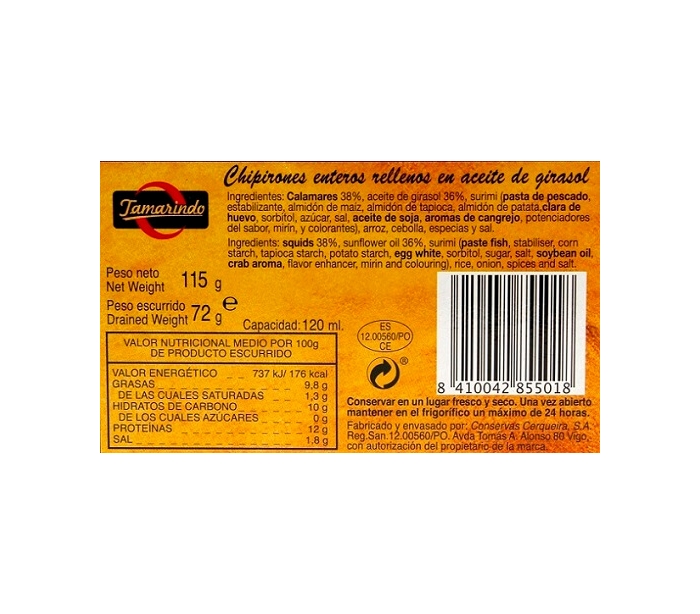 Tamarindo
Chipirones enteros rellenos en aceite de girasol
Ingredientes: Calamares 38%, aceite de girasol 36%, surimi (pasta de pescado,
estabilizante, almidón de maiz, almidón de tapioca, almidón de patata,clara de
huevo, sorbitol, azúcar, sal, aceite de soja, aromas de cangrejo, potenciadores
del sabor, mirín, y colorantes), arroz, cebolla, especias y sal.
Ingredients: squids 38%, sunflower oil 36%, surimi (paste fish, stabiliser, corn
starch, tapioca starch, potato starch, egg white, sorbitol, sugar, salt, soybean oil,
crab aroma, flavor enhancer, mirin and colouring), rice, onion, spices and salt.
Peso neto
Net Weight 115 g
Peso escurrido
Drained Weight 72 g e
Capacidad: 120 ml.
VALOR NUTRICIONAL MEDIO POR 100g
DE PRODUCTO ESCURRIDO
VALOR ENERGÉTICO 737 kJ/ 176 kcal
GRASAS 9,8 g
DE LAS CUALES SATURADAS 1,3 g
HIDRATOS DE CARBONO 10 g
DE LOS CUALES AZÚCARES 0 g
PROTEÍNAS 12 g
SAL 1,8 g
ES
12.00560/PO
CE
®
8 410042 855018
Conservar en un lugar fresco y seco. Una vez abierto
mantener en el frigorífico un máximo de 24 horas.
Fabricado y envasado por: Conservas Cerqueira, S.A.
Reg.San.12.00560/PO. Avda Tomás A. Alonso 80 Vigo,
con autorización del propietario de la marca.